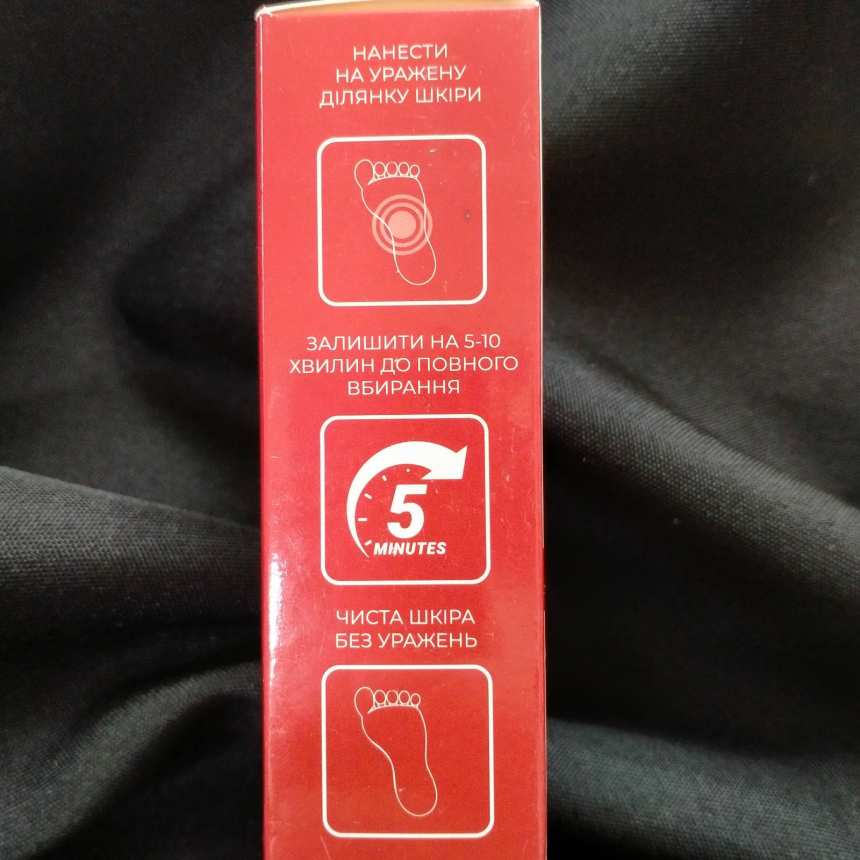 НАНЕСТИ
НА УРАЖЕНУ
ДІЛЯНКУ ШКІРИ
ЗАЛИШИТИ НА 5-10
ХВИЛИН ДО ПОВНОГО
ВБИРАННЯ
5
MINUTES
ЧИСТА ШКІРА
БЕЗ УРАЖЕНЬ